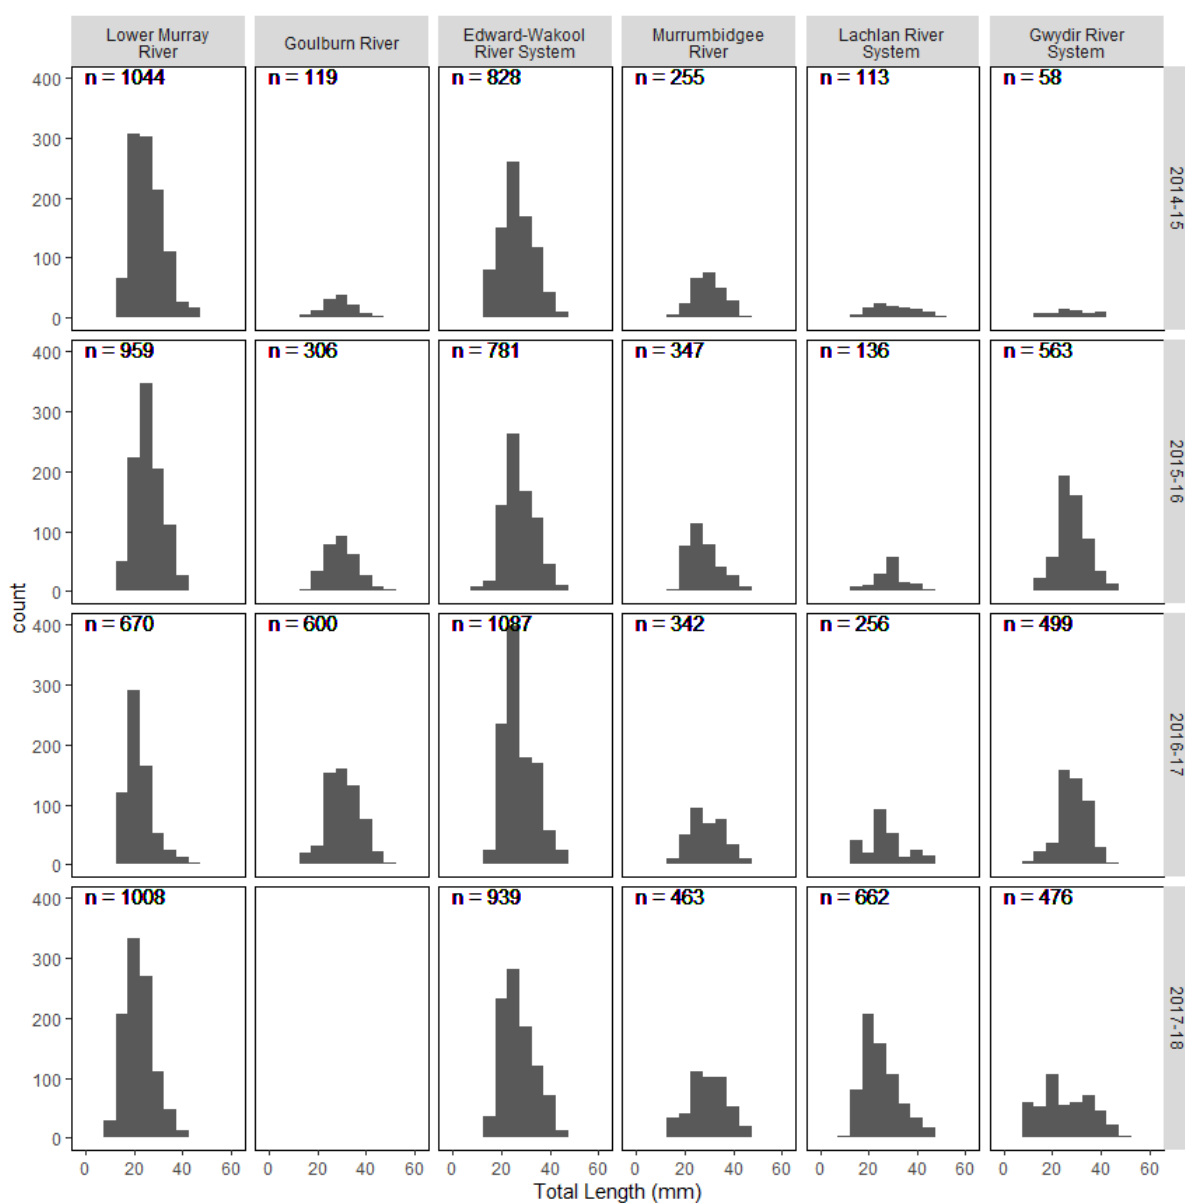 Lower Murray
River
Goulburn River
Edward-Wakool
River System
Murrumbidgee
River
Lachlan River
System
Gwydir River
System
400
300
200
100
0
n = 1044
n = 119
n = 828
n = 255
n = 113
n = 58
2014-15
400
300
200
100
0
n = 959
n = 306
n = 781
n = 347
n = 136
n = 563
2015-16
count
400
300
200
100
0
n = 670
n = 600
n = 1087
n = 342
n = 256
n = 499
2016-17
400
300
200
100
0
n = 1008
n = 939
n = 463
n = 662
n = 476
2017-18
0 20 40 60
0 20 40 60
0 20 40 60
0 20 40 60
0 20 40 60
0 20 40 60
Total Length (mm)